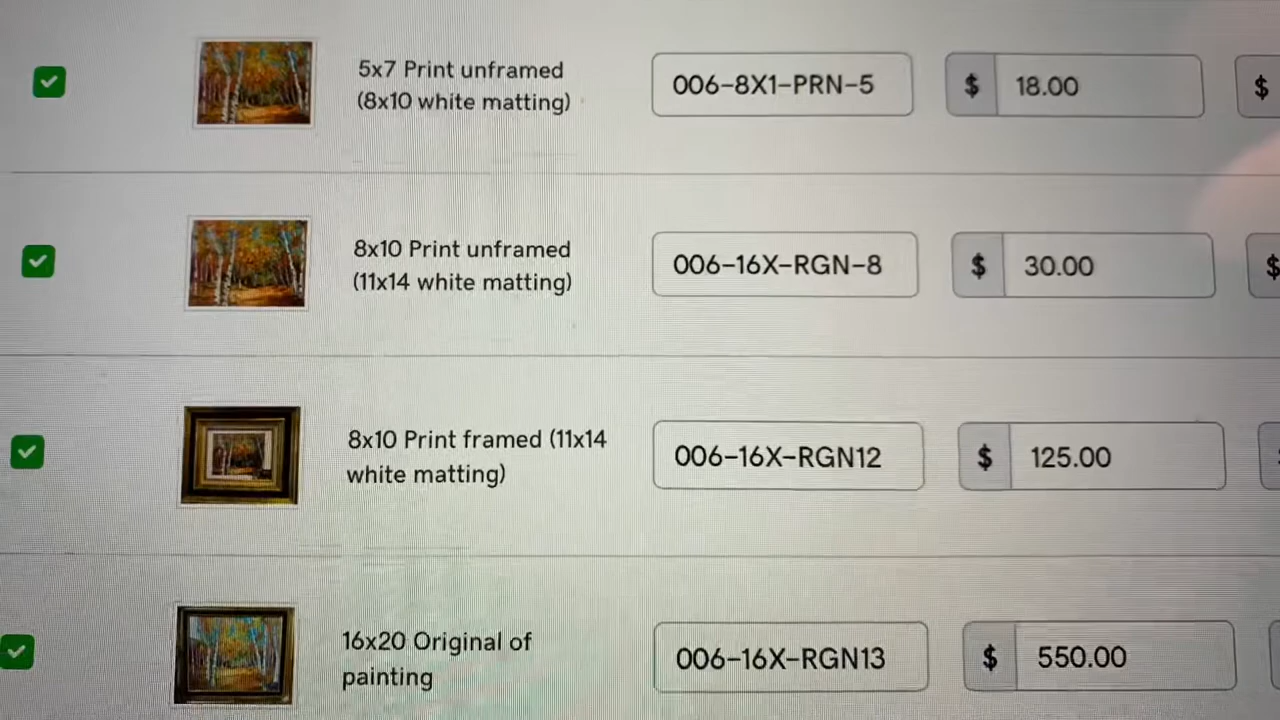 5x7 Print unframed
(8x10 white matting)
006-8X1-PRN-5
$ 18.00
$
8x10 Print unframed
(11x14 white matting)
006-16X-RGN-8
$ 30.00
$
8x10 Print framed (11x14
white matting)
006-16X-RGN12
$ 125.00
16x20 Original of
painting
006-16X-RGN13
$ 550.00